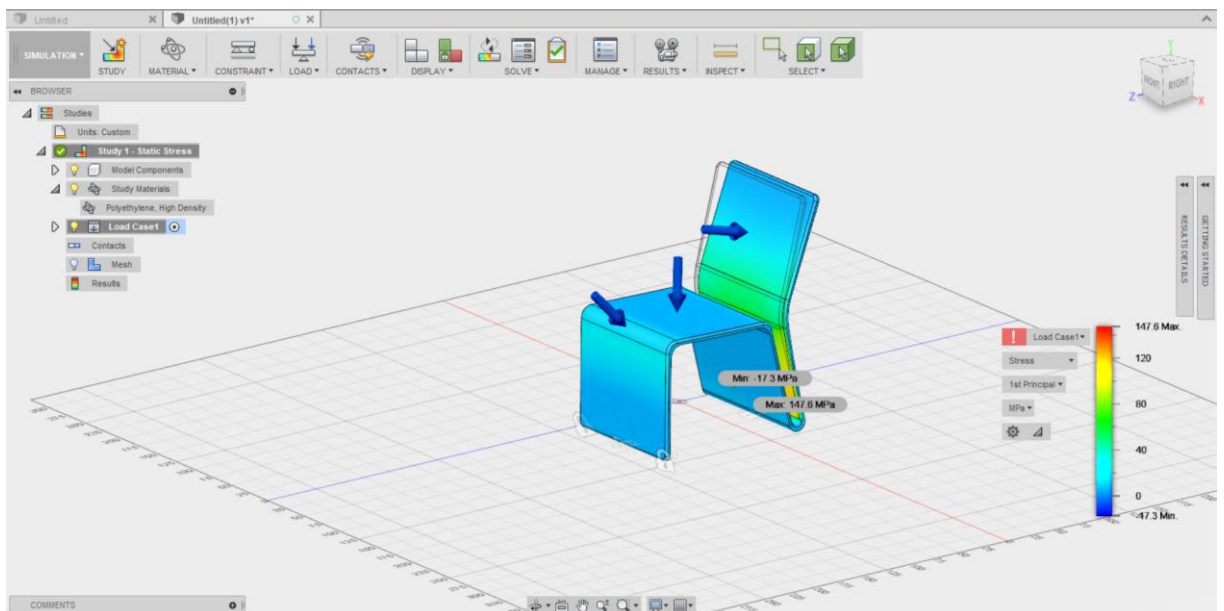 Untitled
Untitled(1) v1*
SIMULATION
STUDY
MATERIAL
CONSTRAINT
LOAD
CONTACTS
DISPLAY
SOLVE
MANAGE
RESULTS
INSPECT
SELECT
BROWSER
Studies
Units: Custom
Study 1 - Static Stress
Model Components
Study Materials
Polyethylene, High Density
Load Case1
Contacts
Mesh
Results
Y
FRONT
RIGHT
Z
X
RESULTS DETAILS
GETTING STARTED
Min: -17.3 MPa
Max: 147.6 MPa
Load Case1
Stress
1st Principal
MPa
147.6 Max.
120
80
40
0
-17.3 Min.
COMMENTS